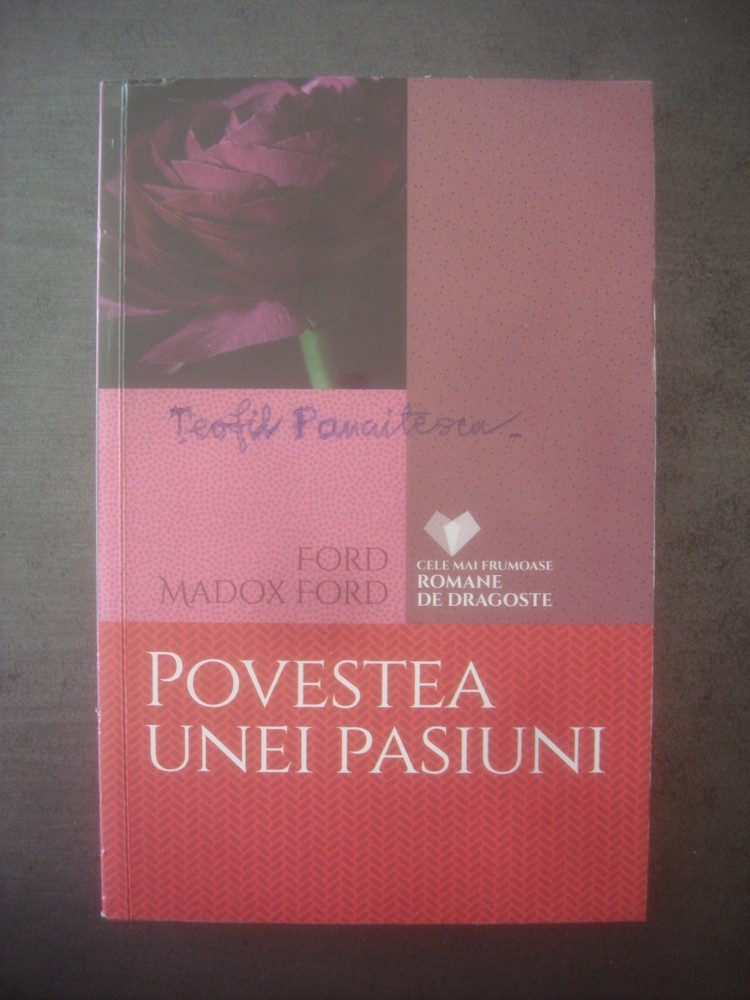 Teofil Panaitescu
FORD
MADOX FORD
CELE MAI FRUMOASE
ROMANE
DE DRAGOSTE
POVESTEA
UNEI PASIUNI